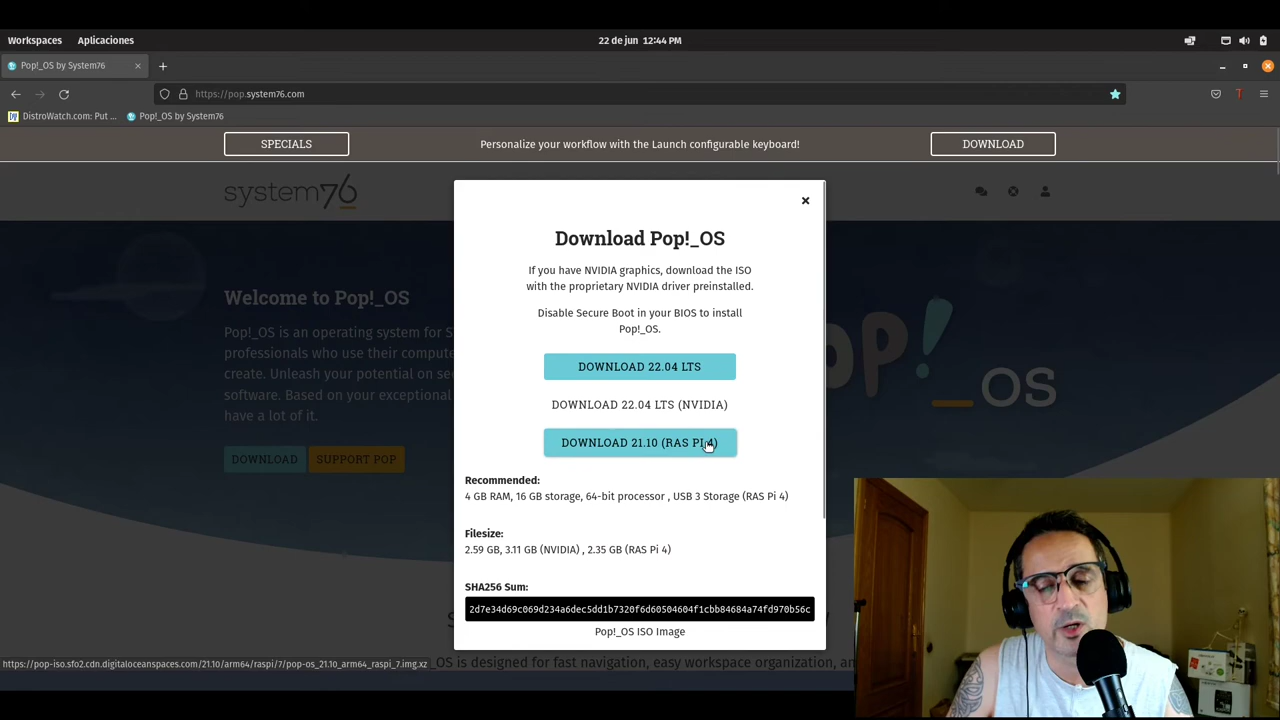 Workspaces Aplicaciones 22 de jun 12:44 PM
Pop!_OS by System76
https://pop.system76.com
DistroWatch.com: Put ... Pop!_OS by System76
SPECIALS Personalize your workflow with the Launch configurable keyboard! DOWNLOAD
system76
Welcome to Pop!_OS
Pop!_OS is an operating system for S
professionals who use their compute
create. Unleash your potential on se
software. Based on your exceptional
have a lot of it.
DOWNLOAD SUPPORT POP
POP!_OS
Download Pop!_OS
If you have NVIDIA graphics, download the ISO
with the proprietary NVIDIA driver preinstalled.
Disable Secure Boot in your BIOS to install
Pop!_OS.
DOWNLOAD 22.04 LTS
DOWNLOAD 22.04 LTS (NVIDIA)
DOWNLOAD 21.10 (RAS PI 4)
Recommended:
4 GB RAM, 16 GB storage, 64-bit processor , USB 3 Storage (RAS Pi 4)
Filesize:
2.59 GB, 3.11 GB (NVIDIA) , 2.35 GB (RAS Pi 4)
SHA256 Sum:
2d7e34d69c069d234a6dec5dd1b7320f6d60504604f1cbb84684a74fd970b56c
Pop!_OS ISO Image
https://pop-iso.sfo2.cdn.digitaloceanspaces.com/21.10/arm64/raspi/7/pop-os_21.10_arm64_raspi_7.img.xz
_OS is designed for fast navigation, easy workspace organization, an